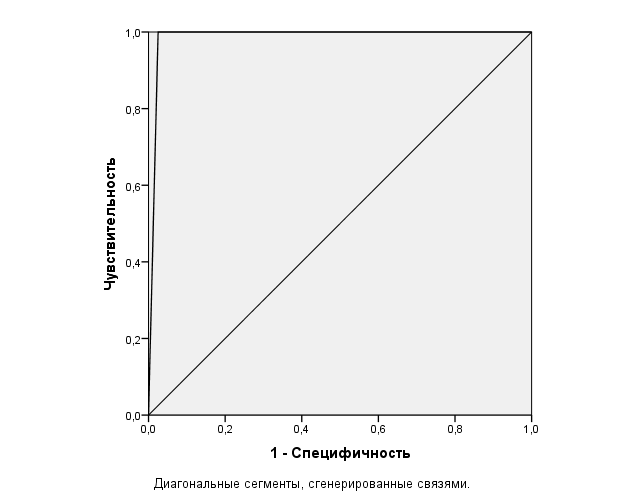 1,0
0,8
0,6
0,4
0,2
0,0
Чувствительность
0,0 0,2 0,4 0,6 0,8 1,0
1 - Специфичность
Диагональные сегменты, сгенерированные связями.